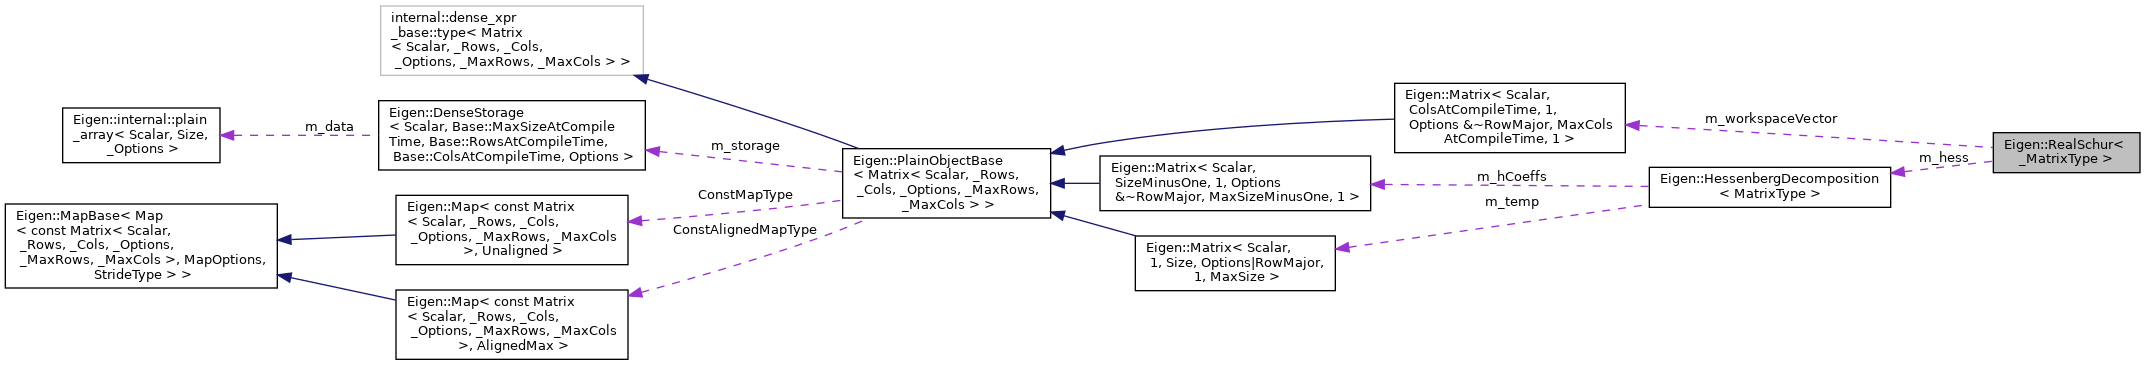 internal::dense_xpr
_base::type< Matrix
< Scalar, _Rows, _Cols,
_Options, _MaxRows, _MaxCols > >
Eigen::internal::plain
_array< Scalar, Size,
_Options >
m_data
Eigen::DenseStorage
< Scalar, Base::MaxSizeAtCompile
Time, Base::RowsAtCompileTime,
Base::ColsAtCompileTime, Options >
m_storage
Eigen::MapBase< Map
< const Matrix< Scalar,
_Rows, _Cols, _Options,
_MaxRows, _MaxCols >, MapOptions,
StrideType > >
Eigen::Map< const Matrix
< Scalar, _Rows, _Cols,
_Options, _MaxRows, _MaxCols
>, Unaligned >
ConstMapType
ConstAlignedMapType
Eigen::Map< const Matrix
< Scalar, _Rows, _Cols,
_Options, _MaxRows, _MaxCols
>, AlignedMax >
Eigen::PlainObjectBase
< Matrix< Scalar, _Rows,
_Cols, _Options, _MaxRows,
_MaxCols > >
Eigen::Matrix< Scalar,
ColsAtCompileTime, 1,
Options &~RowMajor, MaxCols
AtCompileTime, 1 >
Eigen::Matrix< Scalar,
SizeMinusOne, 1, Options
&~RowMajor, MaxSizeMinusOne, 1 >
Eigen::Matrix< Scalar,
1, Size, Options|RowMajor,
1, MaxSize >
m_workspaceVector
m_hCoeffs
m_temp
Eigen::HessenbergDecomposition
< MatrixType >
m_hess
Eigen::RealSchur<
_MatrixType >